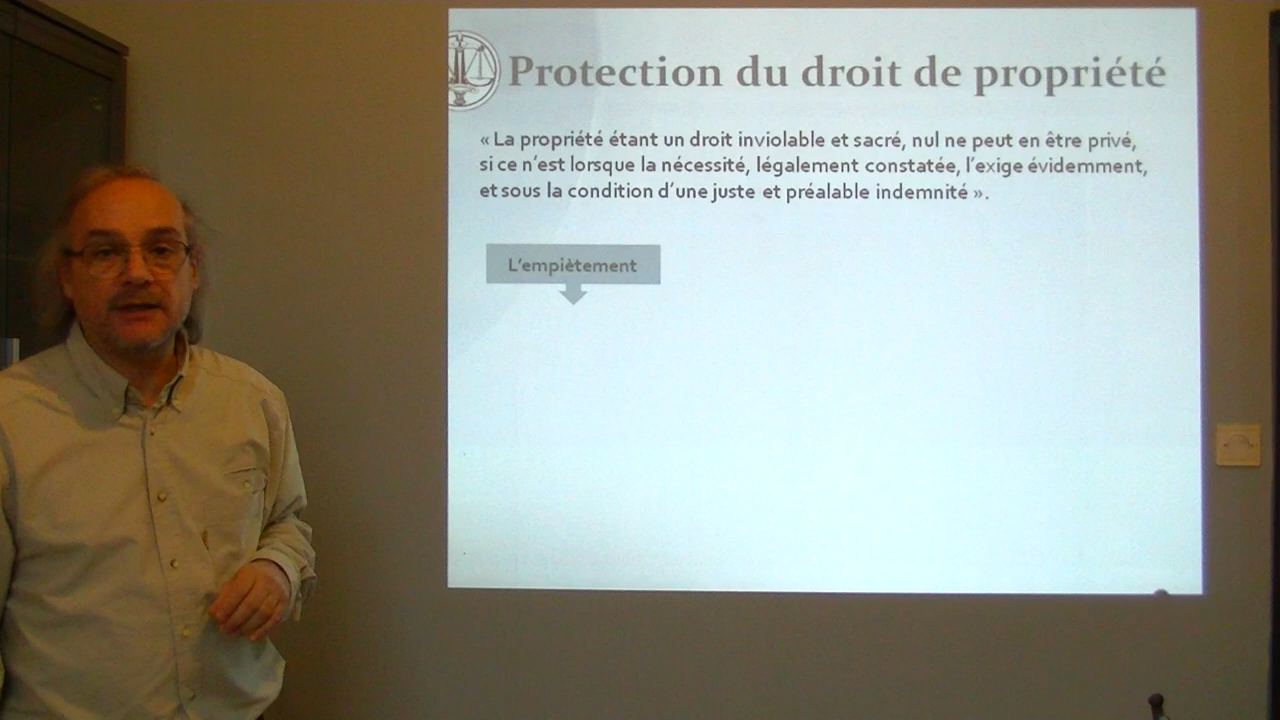 Protection du droit de propriété
« La propriété étant un droit inviolable et sacré, nul ne peut en être privé,
si ce n’est lorsque la nécessité, légalement constatée, l’exige évidemment,
et sous la condition d’une juste et préalable indemnité ».
L’empiètement